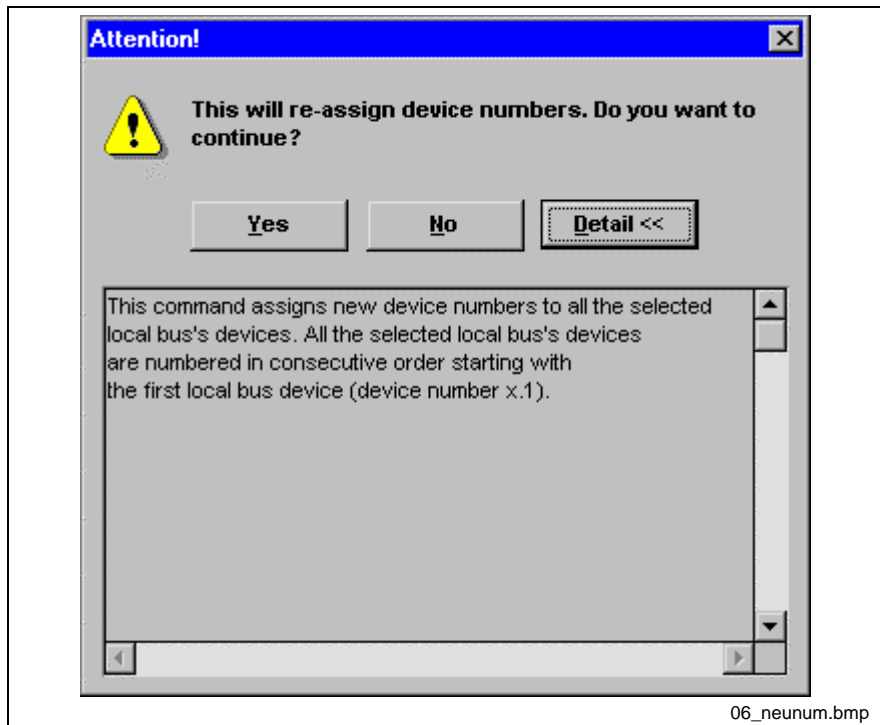 Attention!
This will re-assign device numbers. Do you want to
continue?
Yes No Detail <<
This command assigns new device numbers to all the selected
local bus's devices. All the selected local bus's devices
are numbered in consecutive order starting with
the first local bus device (device number x.1).
06_neunum.bmp